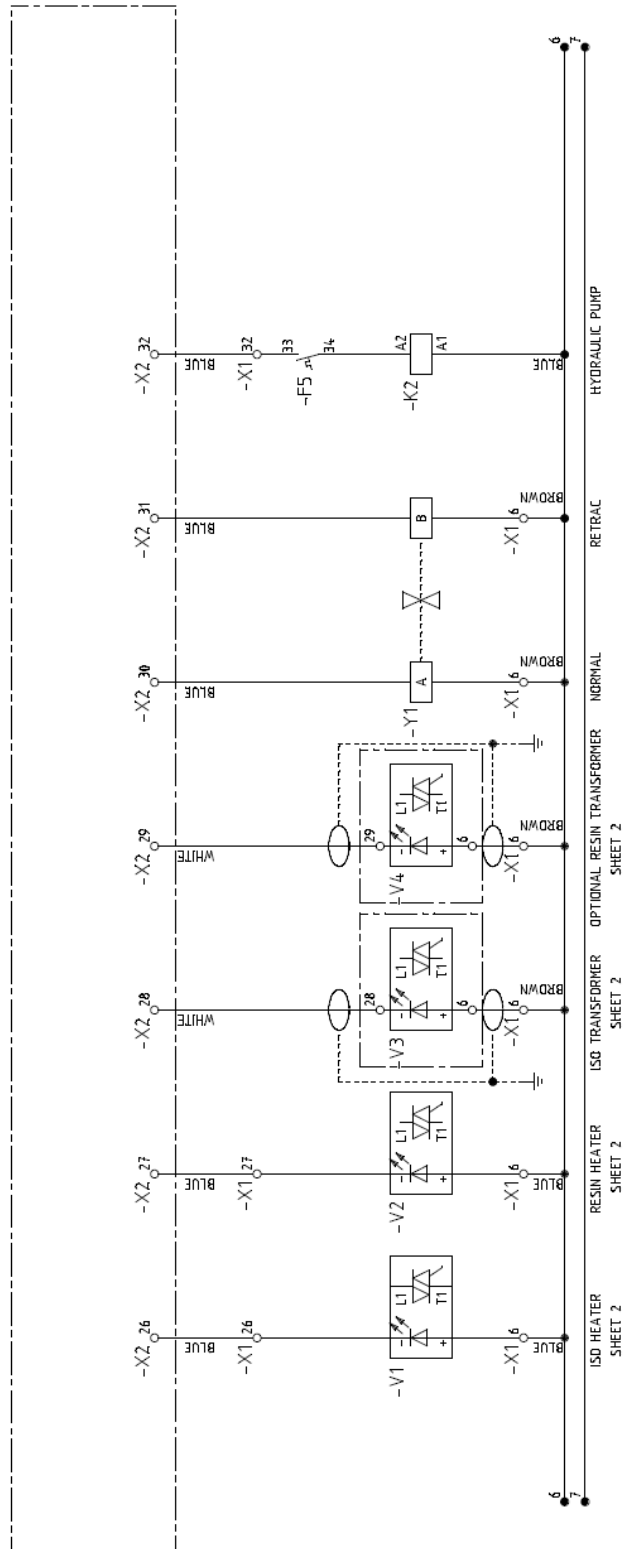 -X2 26
-X2 27
-X2 28
-X2 29
-X2 30
-X2 31
-X2 32
BLUE
BLUE
WHITE
WHITE
BLUE
BLUE
BLUE
-X1 26
-X1 27
-X1 32
33
-F5
34
28
29
-V1
- L1
+ T1
-V2
- L1
+ T1
-V3
- L1
+ T1
-V4
- L1
+ T1
-Y1
A
B
A2
-K2
A1
6
6
-X1 6
-X1 6
-X1 6
-X1 6
-X1 6
-X1 6
BLUE
BLUE
BROWN
BROWN
BROWN
BROWN
BLUE
6
6
7
7
ISO HEATER
SHEET 2
RESIN HEATER
SHEET 2
ISO TRANSFORMER
SHEET 2
OPTIONAL RESIN TRANSFORMER
SHEET 2
NORMAL
RETRAC
HYDRAULIC PUMP